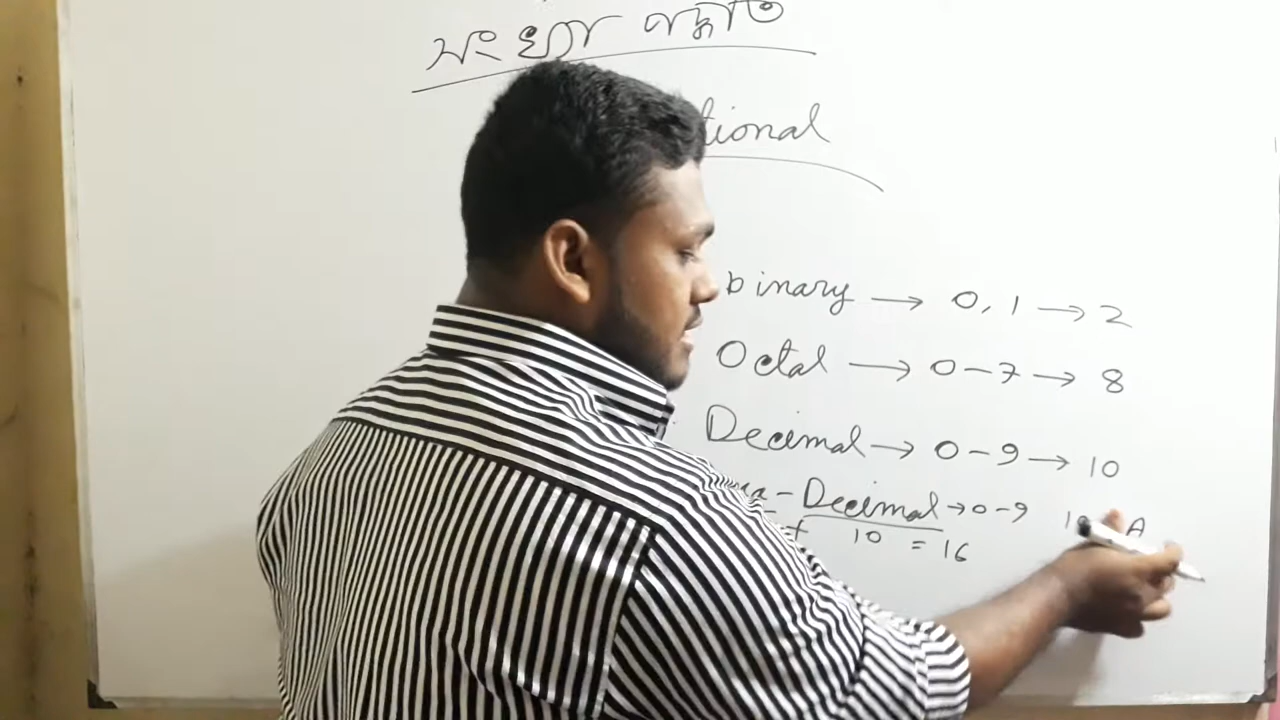 সংখ্যা পদ্ধতি
tional
binary → 0, 1 → 2
Octal → 0-7 → 8
Decimal → 0-9 → 10
xa - Decimal → 0-9 10 A
+ 10 = 16